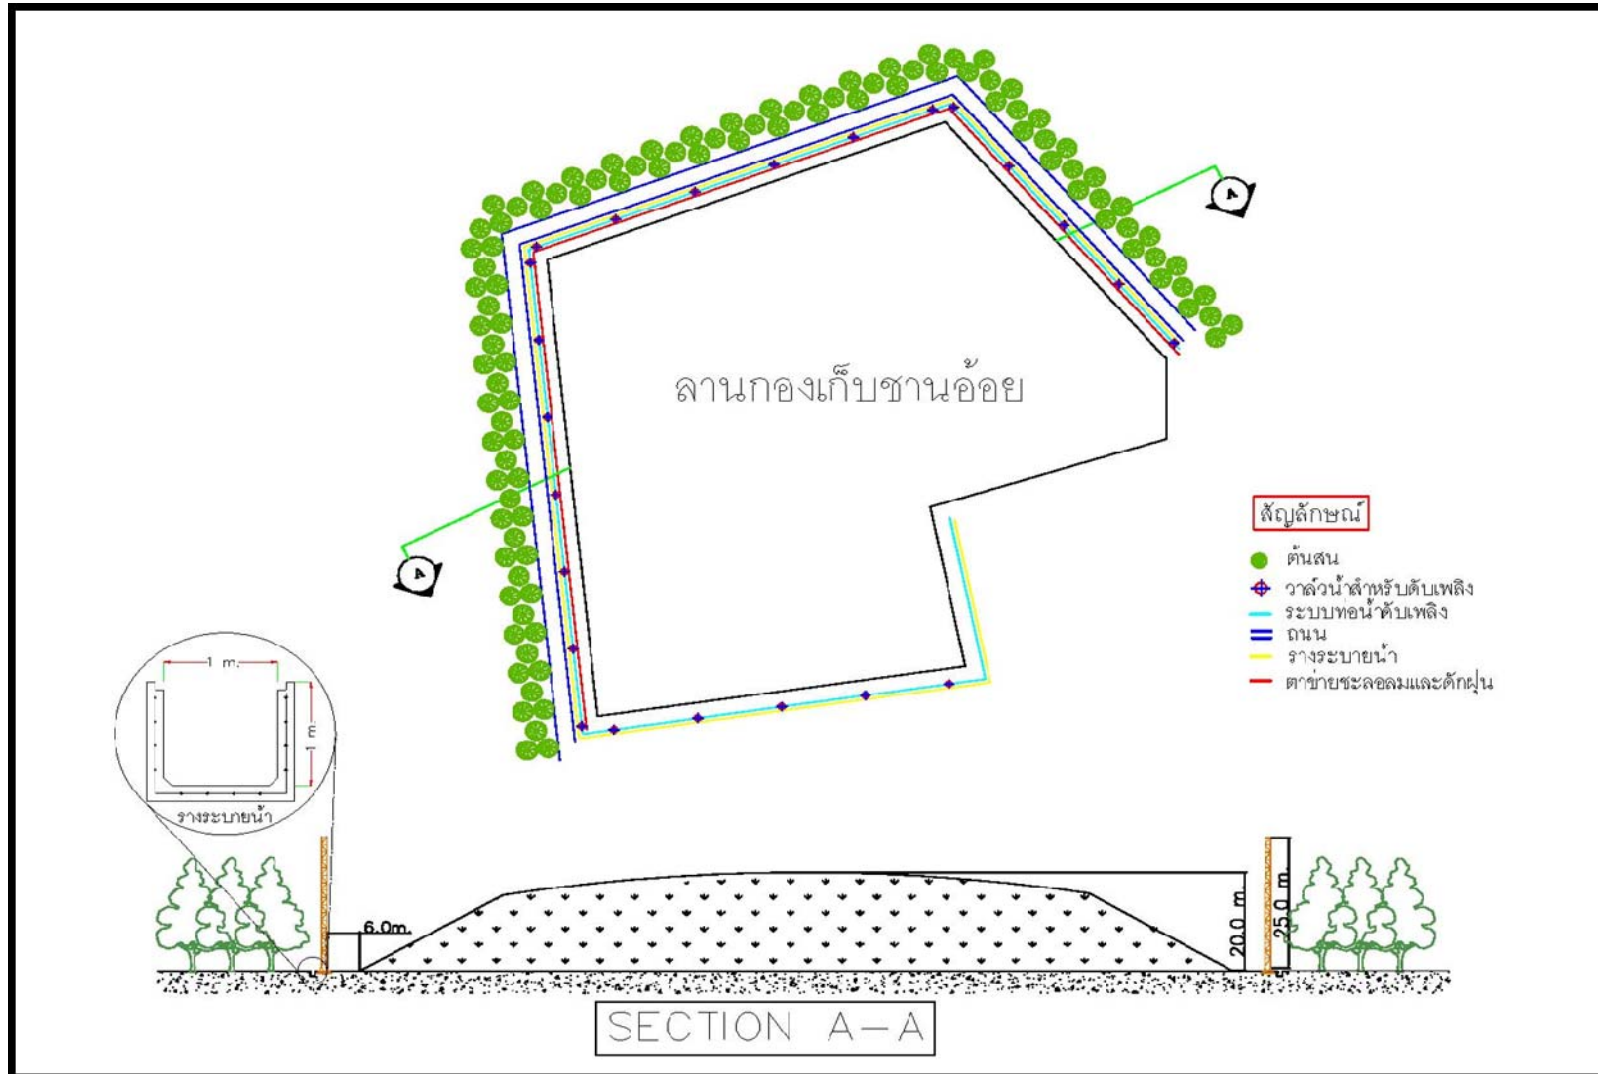 A
ลานกองเก็บชานอ้อย
สัญลักษณ์
ต้นสน
วาล์วน้ำสำหรับดับเพลิง
ระบบท่อน้ำดับเพลิง
ถนน
รางระบายน้ำ
ตาข่ายชะลอลมและดักฝุ่น
A
1 m.
1 m.
รางระบายน้ำ
6.0m.
20.0 m.
25.0 m.
SECTION A-A